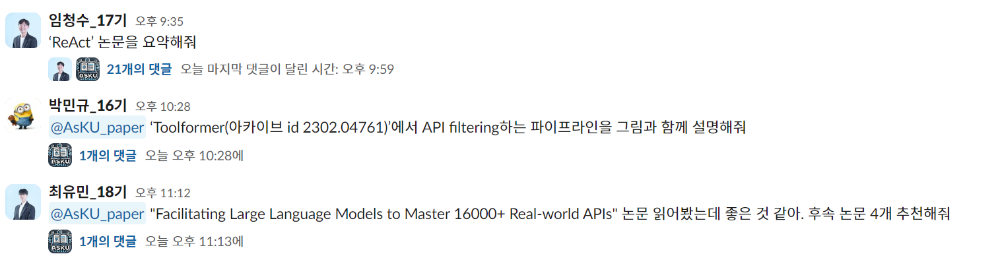 임청수_17기 오후 9:35
‘ReAct’ 논문을 요약해줘
ASKU PAPERS 21개의 댓글 오늘 마지막 댓글이 달린 시간: 오후 9:59
박민규_16기 오후 10:28
@AsKU_paper ‘Toolformer(아카이브 id 2302.04761)’에서 API filtering하는 파이프라인을 그림과 함께 설명해줘
ASKU PAPERS 1개의 댓글 오늘 오후 10:28에
최유민_18기 오후 11:12
@AsKU_paper "Facilitating Large Language Models to Master 16000+ Real-world APIs" 논문 읽어봤는데 좋은 것 같아. 후속 논문 4개 추천해줘
ASKU PAPERS 1개의 댓글 오늘 오후 11:13에